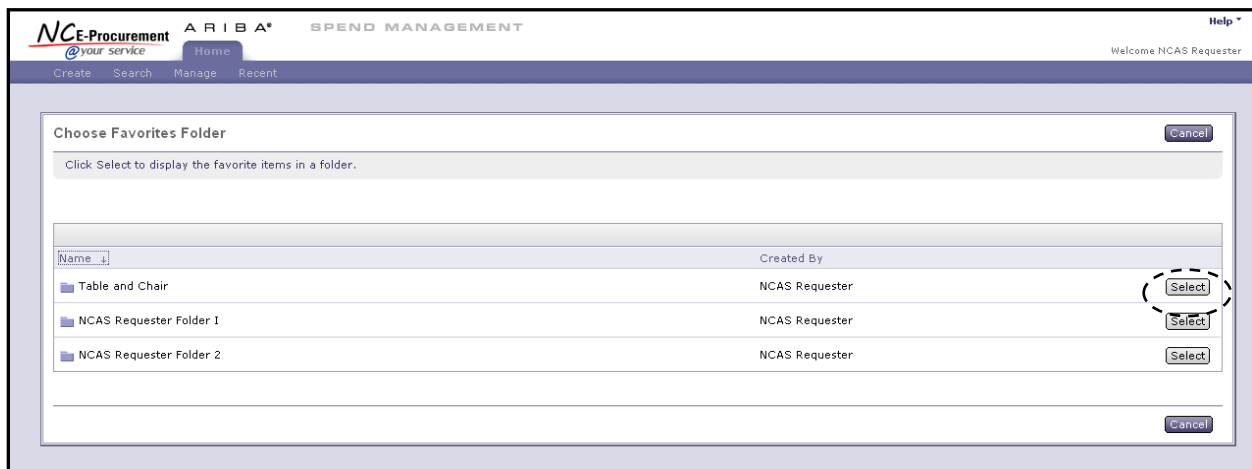 NCE-Procurement ARIBA® SPEND MANAGEMENT Help
@your service Home Welcome NCAS Requester
Create Search Manage Recent
Choose Favorites Folder Cancel
Click Select to display the favorite items in a folder.
Name ↓ Created By
Table and Chair NCAS Requester Select
NCAS Requester Folder I NCAS Requester Select
NCAS Requester Folder 2 NCAS Requester Select
Cancel